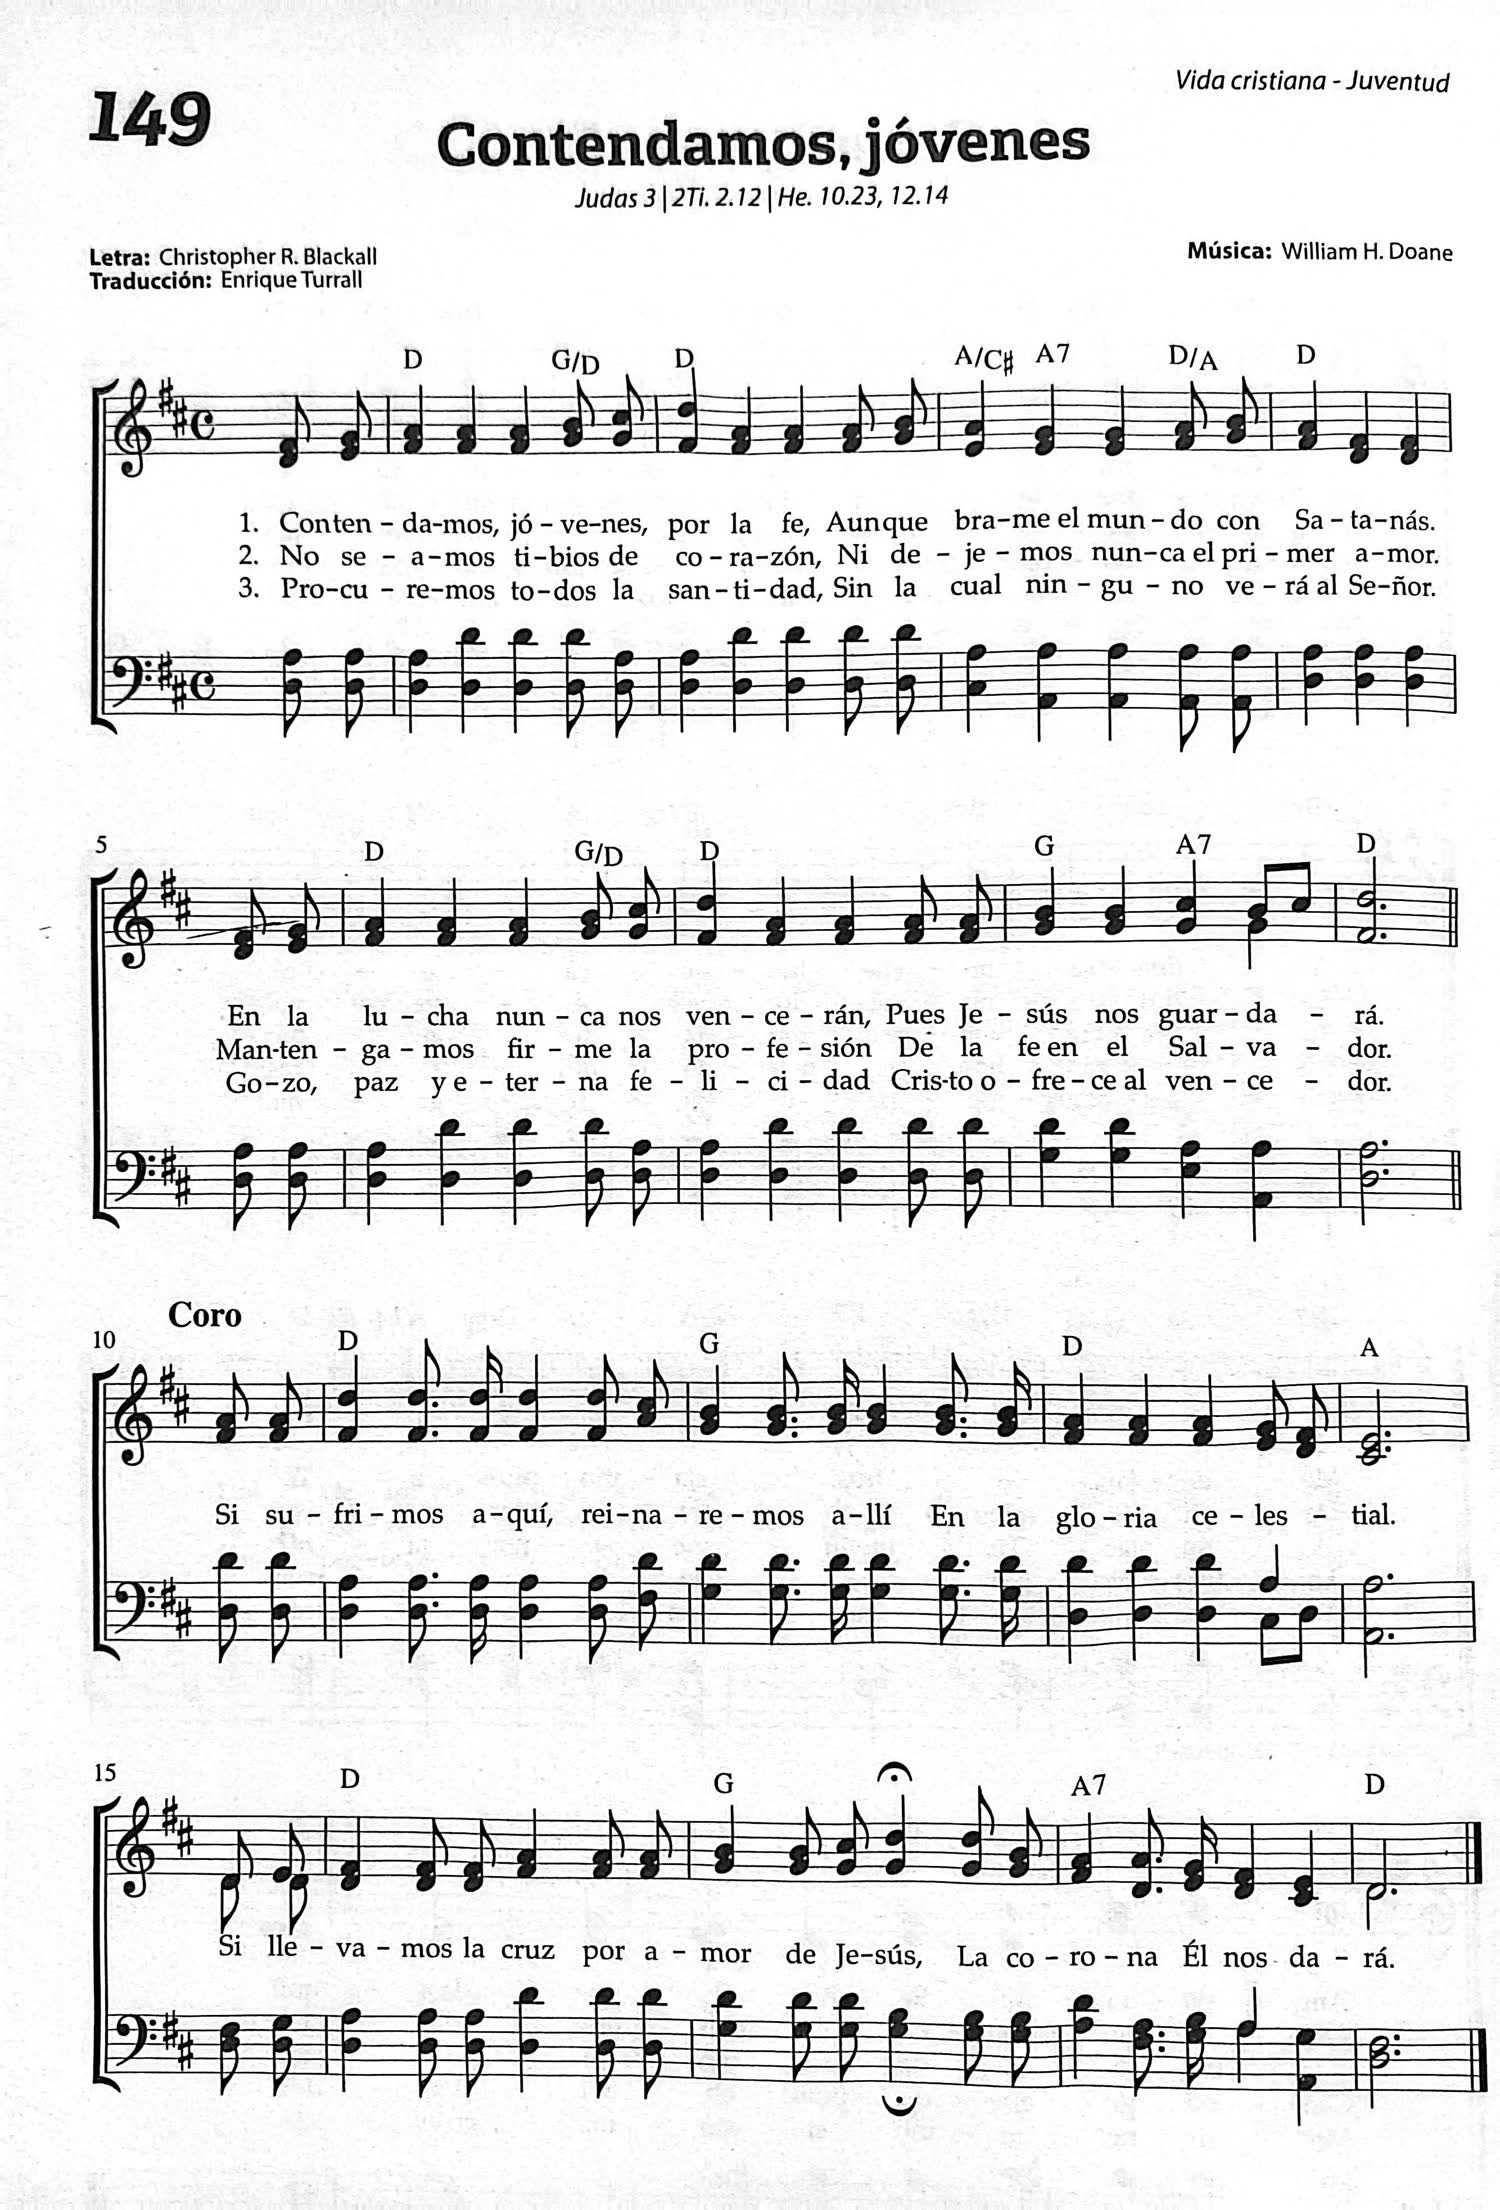 Vida cristiana - Juventud
149
Contendamos, jóvenes
Judas 3 | 2Ti. 2.12 | He. 10.23, 12.14
Letra: Christopher R. Blackall
Música: William H. Doane
Traducción: Enrique Turrall
D G/D D A/C♯ A7 D/A D
1. Conten – da–mos, jó – ve–nes, por la fe, Aunque bra–me el mun – do con Sa – ta–nás.
2. No se – a–mos ti–bios de co – ra–zón, Ni de – je – mos nun–ca el pri – mer a–mor.
3. Pro–cu – re–mos to–dos la san–ti–dad, Sin la cual nin – gu – no ve – rá al Se–ñor.
5
D G/D D G A7 D
En la lu – cha nun – ca nos ven – ce – rán, Pues Je – sús nos guar – da – rá.
Man-ten – ga – mos fir – me la pro – fe – sión De la fe en el Sal – va – dor.
Go–zo, paz y e – ter – na fe – li – ci – dad Cris-to o – fre – ce al ven – ce – dor.
Coro
10
D G D A
Si su – fri – mos a–quí, rei–na – re – mos a–llí En la glo – ria ce – les – tial.
15
D G A7 D
Si lle – va – mos la cruz por a – mor de Je–sús, La co – ro – na Él nos da – rá.